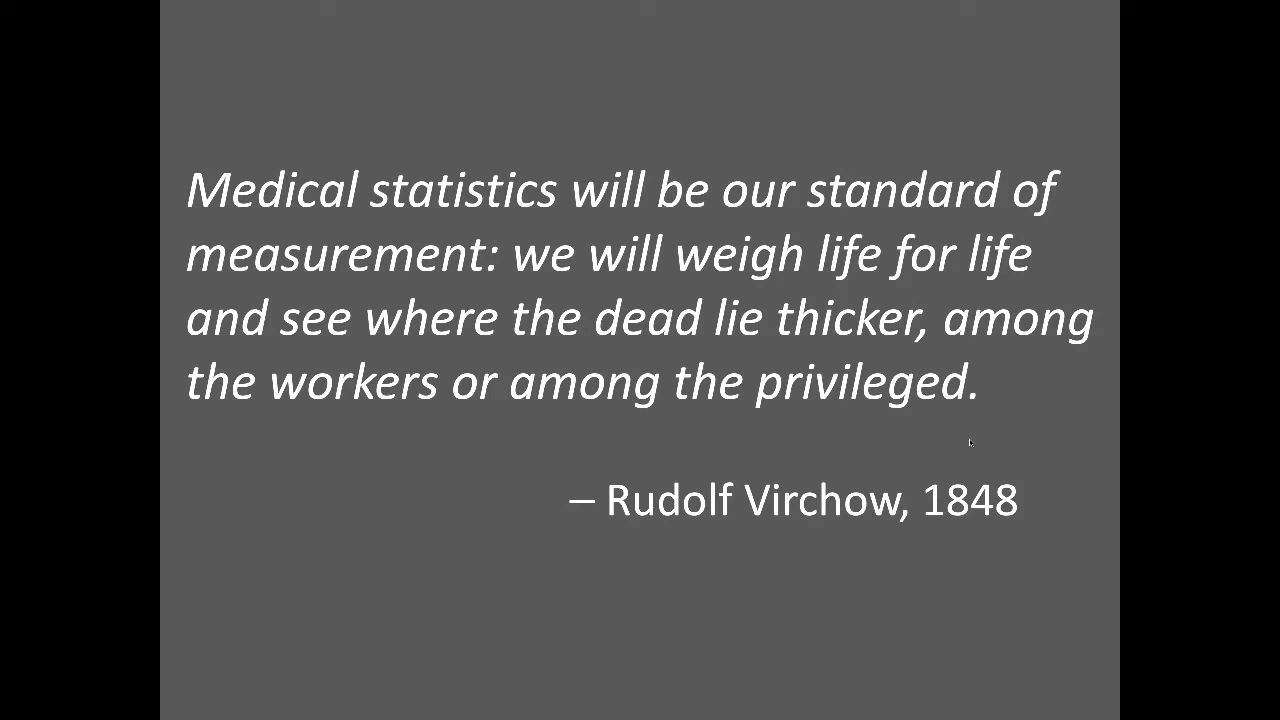 Medical statistics will be our standard of
measurement: we will weigh life for life
and see where the dead lie thicker, among
the workers or among the privileged.
– Rudolf Virchow, 1848